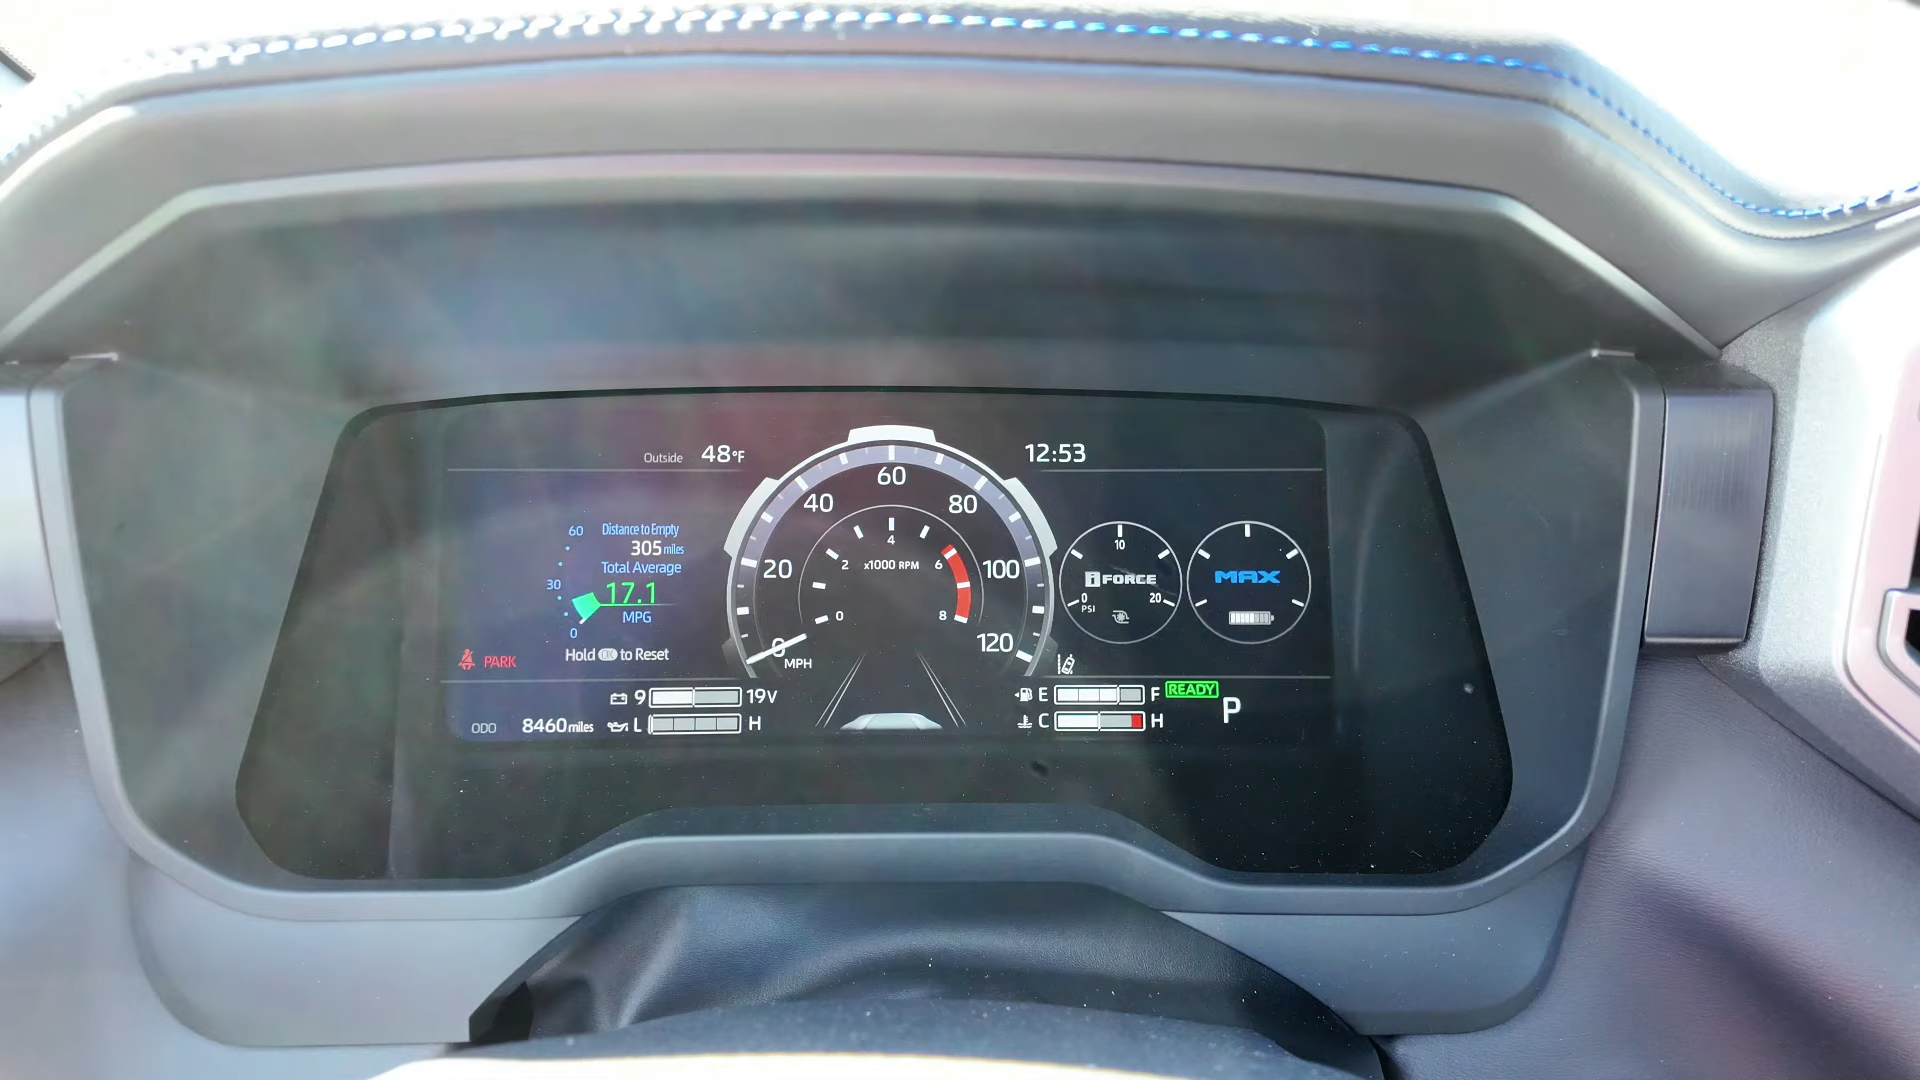 Outside 48°F
12:53
60
Distance to Empty
305 miles
30
Total Average
17.1
MPG
0
Hold OK to Reset
PARK
0
20
40
60
80
100
120
MPH
0
2
4
6
8
x1000 RPM
10
iFORCE
0
20
PSI
MAX
9 19V
ODO 8460 miles
L H
E F
READY
C H
P